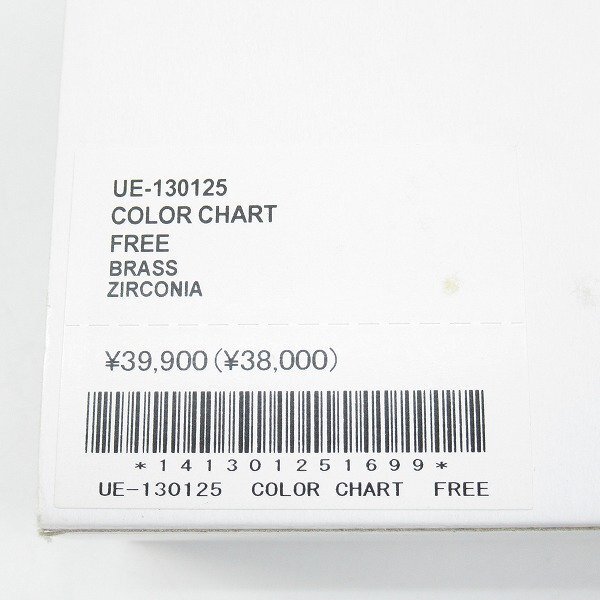 UE-130125
COLOR CHART
FREE
BRASS
ZIRCONIA
¥39,900(¥38,000)
*141301251699*
UE-130125 COLOR CHART FREE